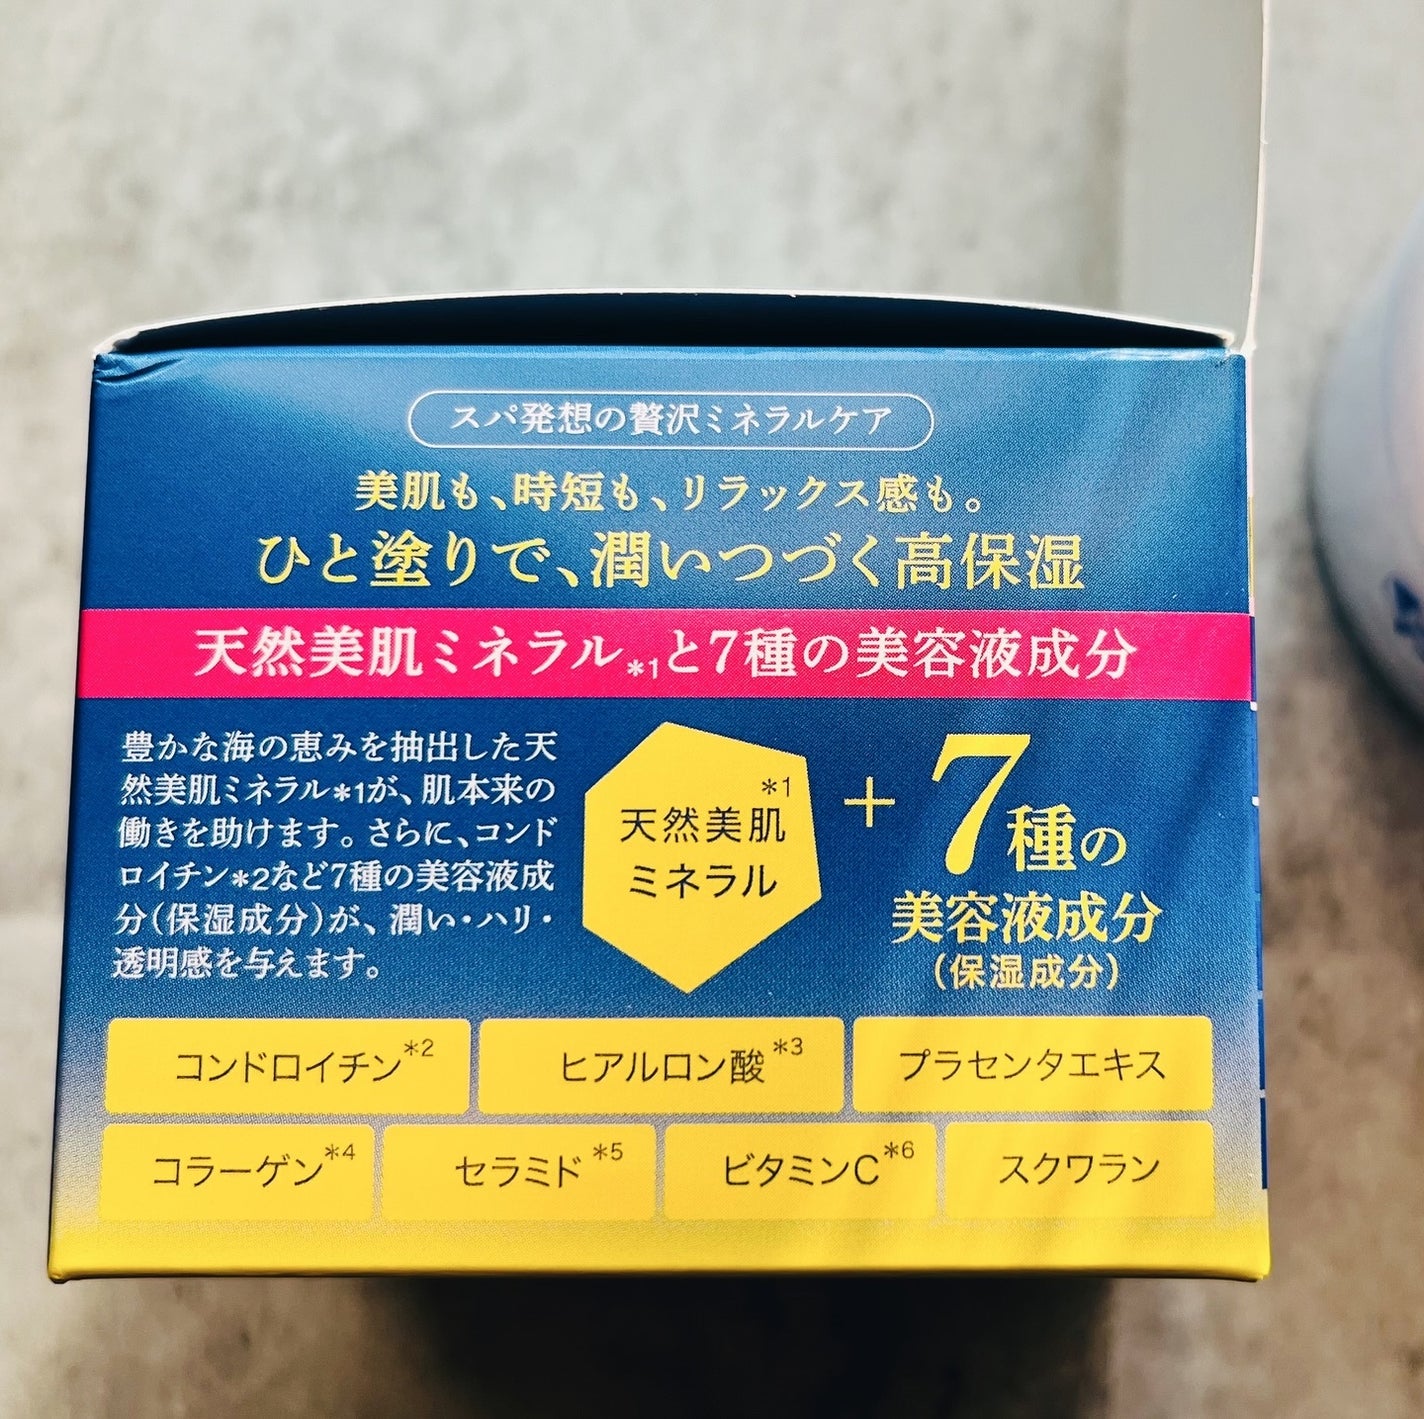 スパ発想の贅沢ミネラルケア
美肌も、時短も、リラックス感も。
ひと塗りで、潤いつづく高保湿
天然美肌ミネラル*1と7種の美容液成分
豊かな海の恵みを抽出した天
然美肌ミネラル*1が、肌本来の
働きを助けます。さらに、コンド
ロイチン*2など7種の美容液成
分(保湿成分)が、潤い・ハリ・
透明感を与えます。
*1
天然美肌
ミネラル
+
7種の
美容液成分
(保湿成分)
コンドロイチン*2
ヒアルロン酸*3
プラセンタエキス
コラーゲン*4
セラミド*5
ビタミンC*6
スクワラン